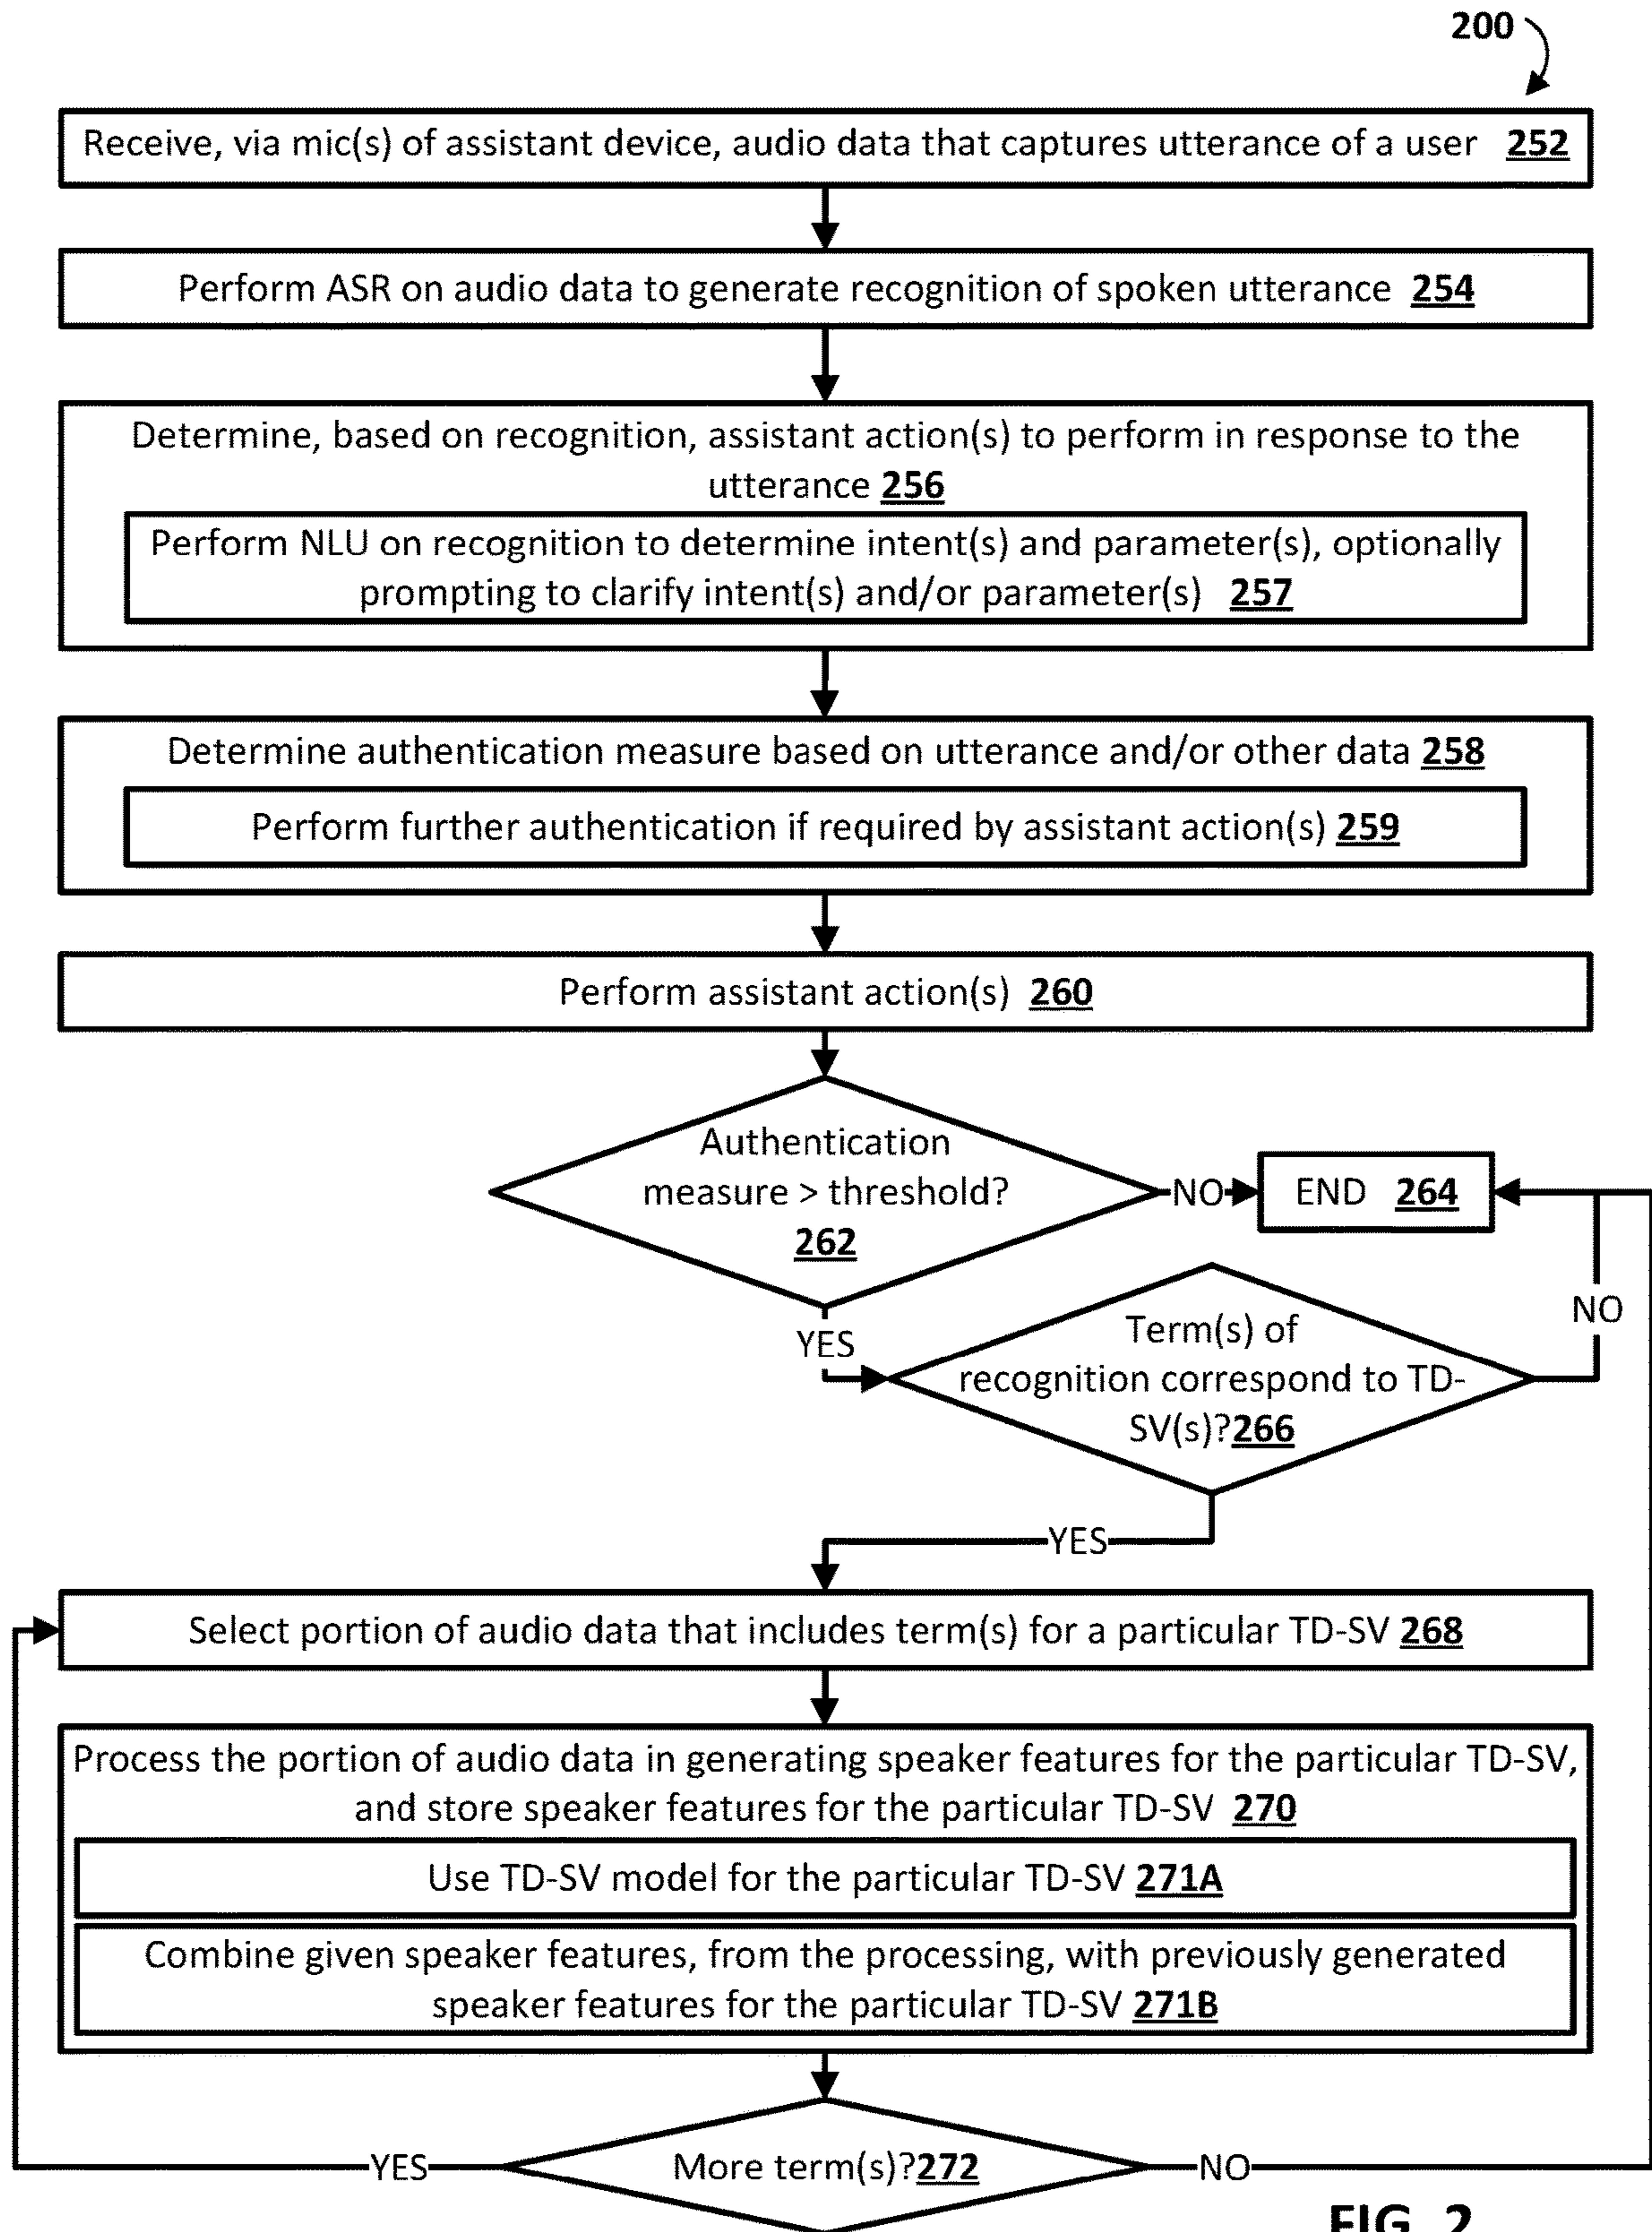 200
Receive, via mic(s) of assistant device, audio data that captures utterance of a user 252
Perform ASR on audio data to generate recognition of spoken utterance 254
Determine, based on recognition, assistant action(s) to perform in response to the
utterance 256
Perform NLU on recognition to determine intent(s) and parameter(s), optionally
prompting to clarify intent(s) and/or parameter(s) 257
Determine authentication measure based on utterance and/or other data 258
Perform further authentication if required by assistant action(s) 259
Perform assistant action(s) 260
Authentication
measure > threshold?
262
NO
END 264
YES
Term(s) of
recognition correspond to TD-
SV(s)?266
NO
YES
Select portion of audio data that includes term(s) for a particular TD-SV 268
Process the portion of audio data in generating speaker features for the particular TD-SV,
and store speaker features for the particular TD-SV 270
Use TD-SV model for the particular TD-SV 271A
Combine given speaker features, from the processing, with previously generated
speaker features for the particular TD-SV 271B
YES
More term(s)?272
NO
FIG. 2